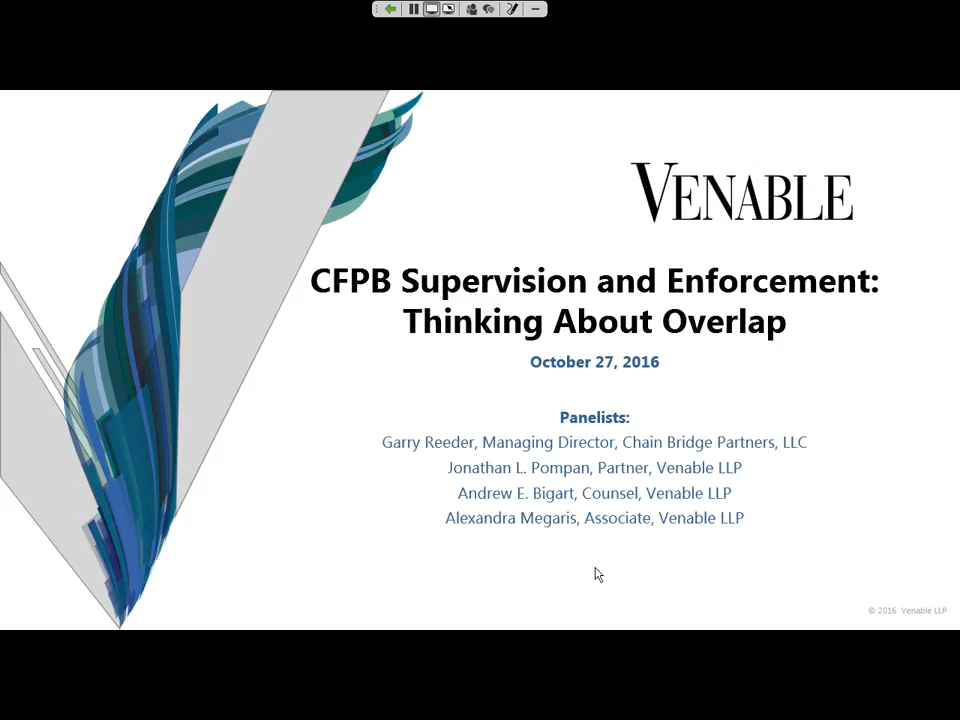 VENABLE
CFPB Supervision and Enforcement:
Thinking About Overlap
October 27, 2016
Panelists:
Garry Reeder, Managing Director, Chain Bridge Partners, LLC
Jonathan L. Pompan, Partner, Venable LLP
Andrew E. Bigart, Counsel, Venable LLP
Alexandra Megaris, Associate, Venable LLP
© 2016 Venable LLP